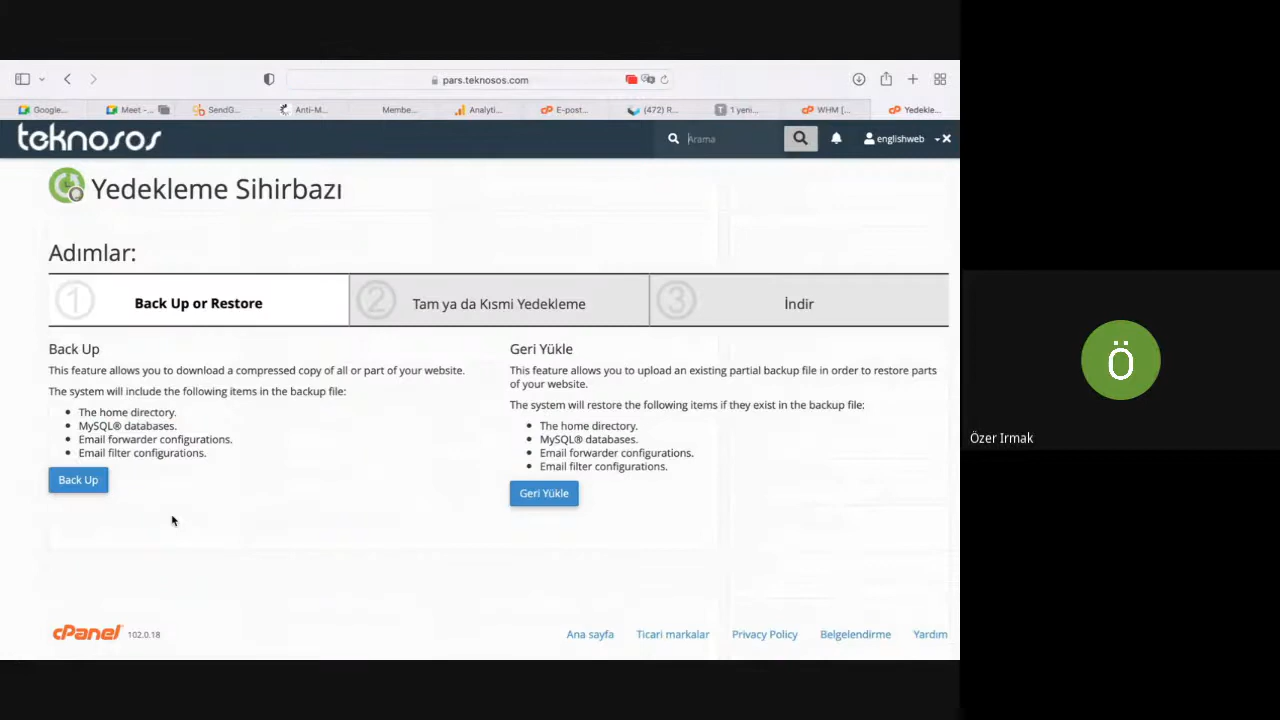 pars.teknosos.com
Google...
Meet - ...
SendG...
Anti-M...
Membe...
Analyti...
E-post...
(472) R...
1 yeni...
WHM [...
Yedekle...
teknosos
Arama
englishweb
Yedekleme Sihirbazı
Adımlar:
1 Back Up or Restore
2 Tam ya da Kısmi Yedekleme
3 İndir
Back Up
This feature allows you to download a compressed copy of all or part of your website.
The system will include the following items in the backup file:
The home directory.
MySQL® databases.
Email forwarder configurations.
Email filter configurations.
Back Up
Geri Yükle
This feature allows you to upload an existing partial backup file in order to restore parts
of your website.
The system will restore the following items if they exist in the backup file:
The home directory.
MySQL® databases.
Email forwarder configurations.
Email filter configurations.
Geri Yükle
cPanel 102.0.18
Ana sayfa
Ticari markalar
Privacy Policy
Belgelendirme
Yardım
Ö
Özer Irmak